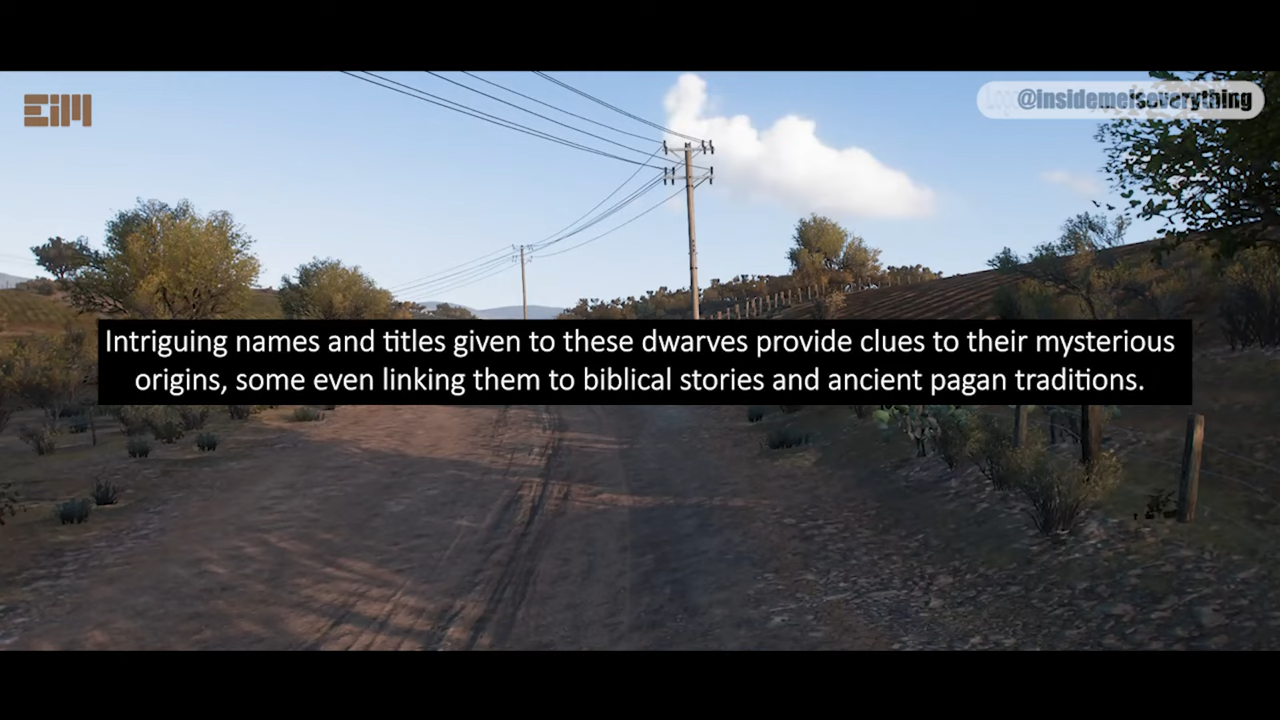 EiM
@insidemeiseverything
Intriguing names and titles given to these dwarves provide clues to their mysterious
origins, some even linking them to biblical stories and ancient pagan traditions.